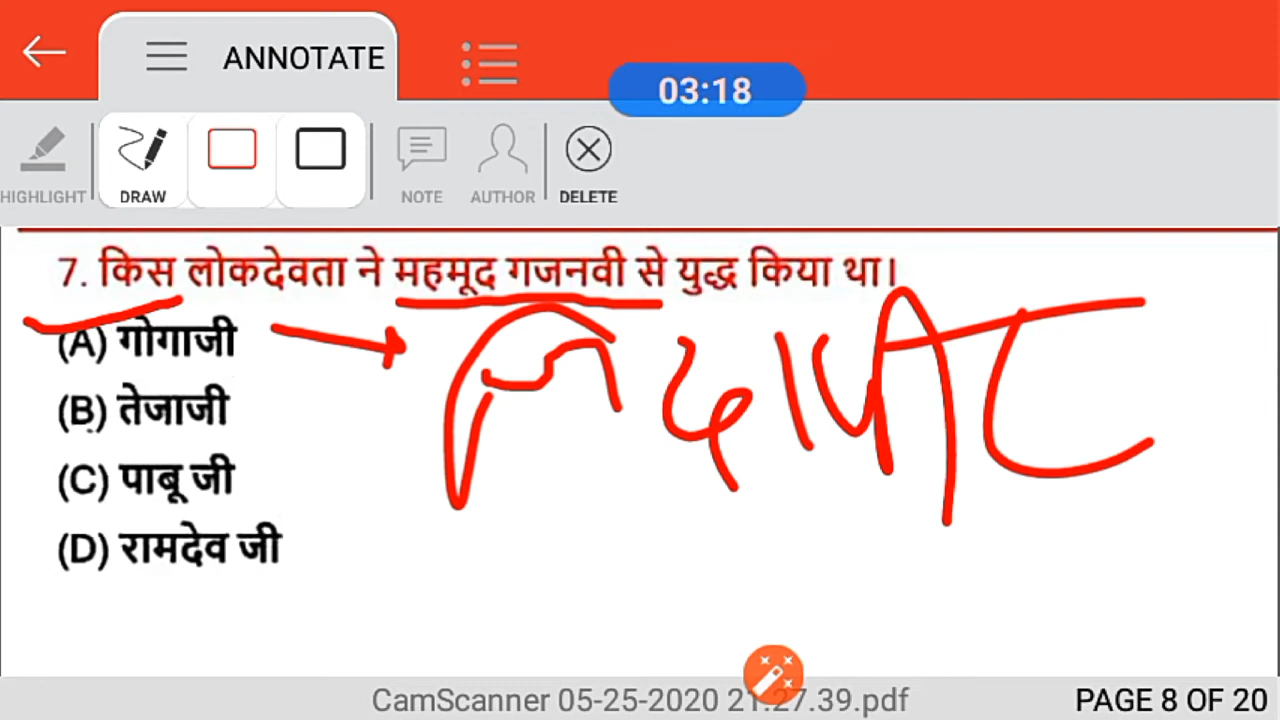 ANNOTATE
03:18
HIGHLIGHT DRAW NOTE AUTHOR DELETE
7. किस लोकदेवता ने महमूद गजनवी से युद्ध किया था।
(A) गोगाजी
(B) तेजाजी
(C) पाबू जी
(D) रामदेव जी
CamScanner 05-25-2020 21:27.39.pdf PAGE 8 OF 20